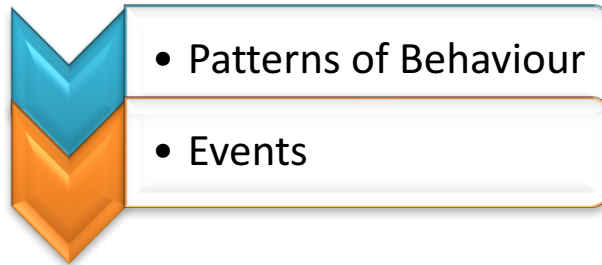 • Patterns of Behaviour
• Events